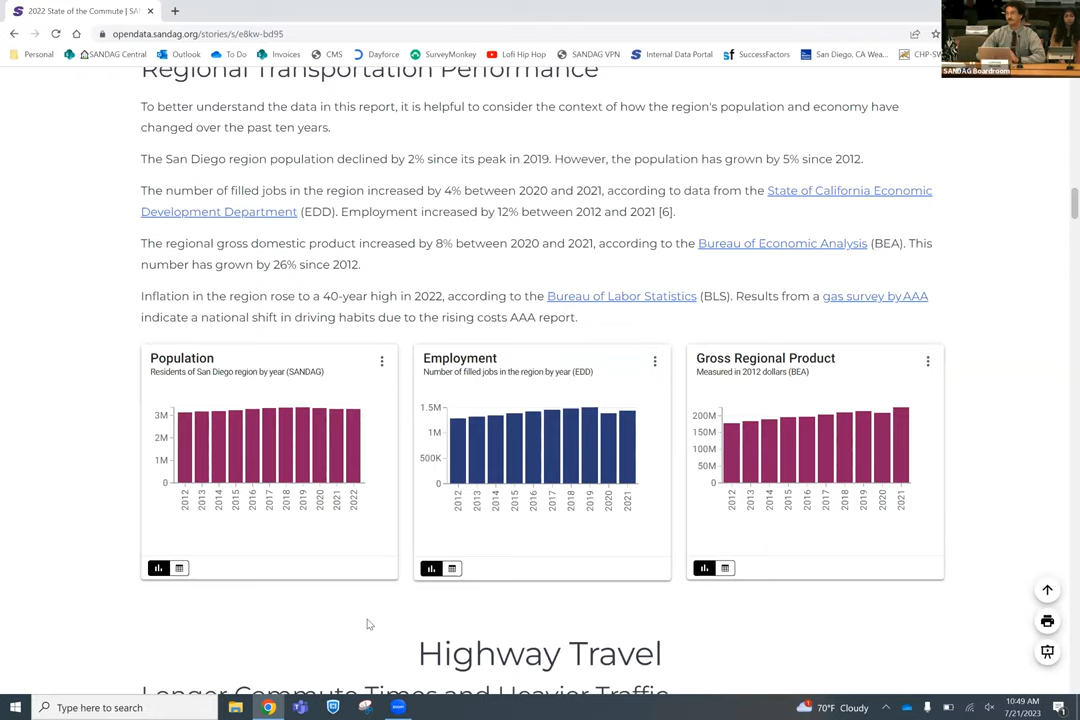 2022 State of the Commute | SA
opendata.sandag.org/stories/s/e8kw-bd95
Personal
SANDAG Central
Outlook
To Do
Invoices
CMS
Dayforce
SurveyMonkey
Lofi Hip Hop
SANDAG VPN
Internal Data Portal
SuccessFactors
San Diego, CA Wea...
CHP-SW
SANDAG Boardroom
Regional Transportation Performance
To better understand the data in this report, it is helpful to consider the context of how the region's population and economy have
changed over the past ten years.
The San Diego region population declined by 2% since its peak in 2019. However, the population has grown by 5% since 2012.
The number of filled jobs in the region increased by 4% between 2020 and 2021, according to data from the State of California Economic
Development Department (EDD). Employment increased by 12% between 2012 and 2021 [6].
The regional gross domestic product increased by 8% between 2020 and 2021, according to the Bureau of Economic Analysis (BEA). This
number has grown by 26% since 2012.
Inflation in the region rose to a 40-year high in 2022, according to the Bureau of Labor Statistics (BLS). Results from a gas survey by AAA
indicate a national shift in driving habits due to the rising costs AAA report.
Population
Residents of San Diego region by year (SANDAG)
3M
2M
1M
0
2012 2013 2014 2015 2016 2017 2018 2019 2020 2021 2022
Employment
Number of filled jobs in the region by year (EDD)
1.5M
1M
500K
0
2012 2013 2014 2015 2016 2017 2018 2019 2020 2021
Gross Regional Product
Measured in 2012 dollars (BEA)
200M
150M
100M
50M
0
2012 2013 2014 2015 2016 2017 2018 2019 2020 2021
Highway Travel
Longer Commute Times and Heavier Traffic
Type here to search
70°F Cloudy
10:49 AM
7/21/2023